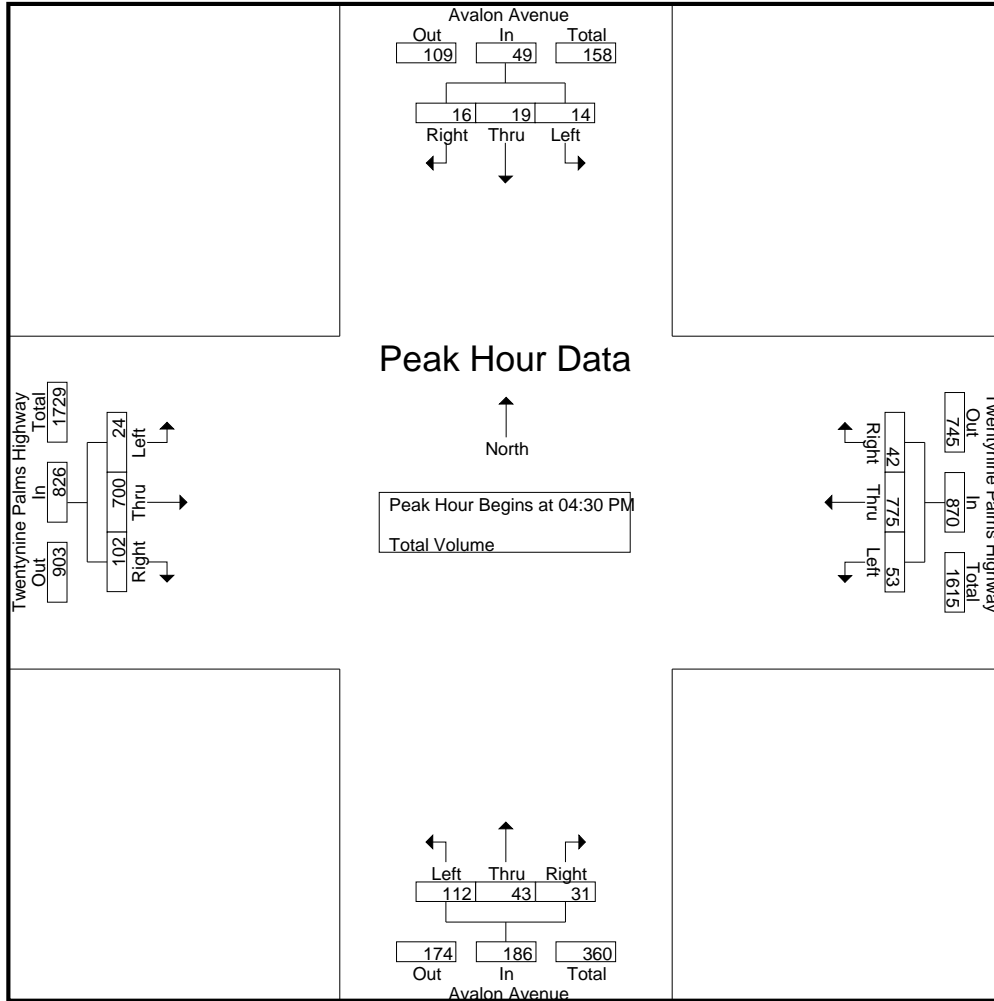 Avalon Avenue
Out In Total
109 49 158
16 19 14
Right Thru Left
Peak Hour Data
North
Peak Hour Begins at 04:30 PM
Total Volume
Twentynine Palms Highway
Out In Total
903 826 1729
24 700 102
Left Thru Right
Twentynine Palms Highway
Out In Total
745 870 1615
42 775 53
Right Thru Left
Left Thru Right
112 43 31
174 186 360
Out In Total
Avalon Avenue